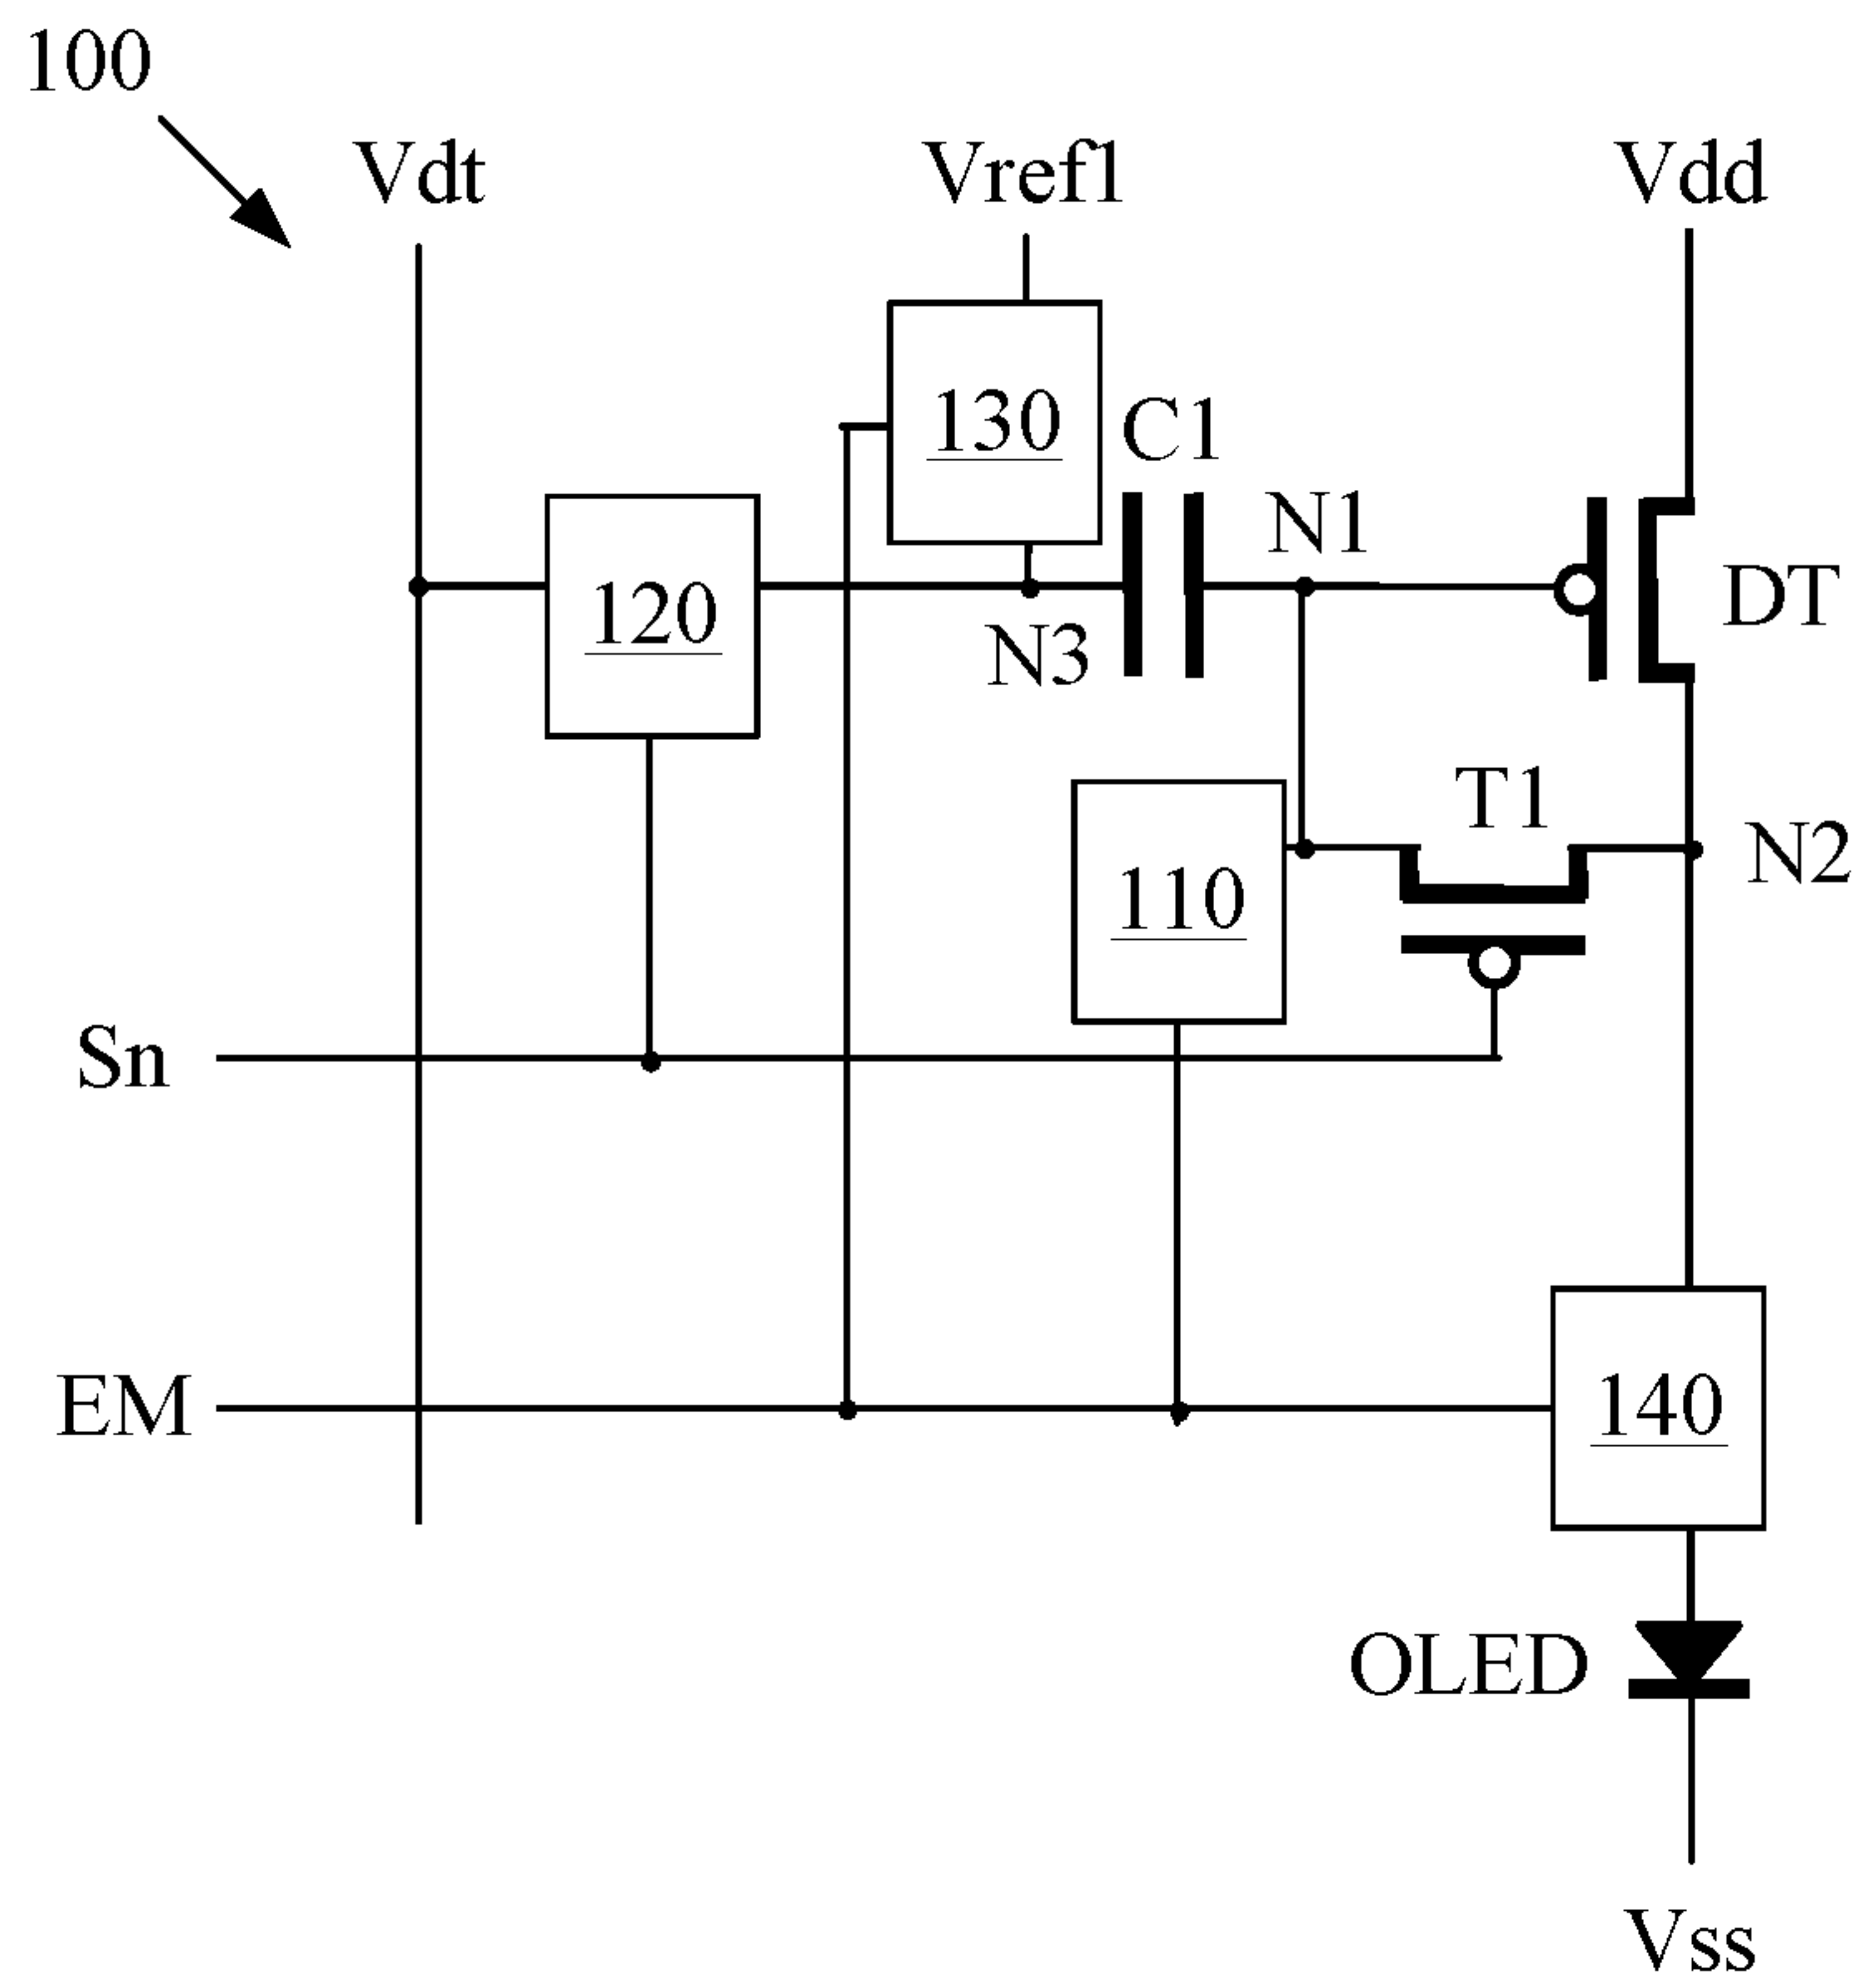 100
Vdt
Vref1
Vdd
130
C1
N1
120
DT
N3
T1
N2
110
Sn
EM
140
OLED
Vss